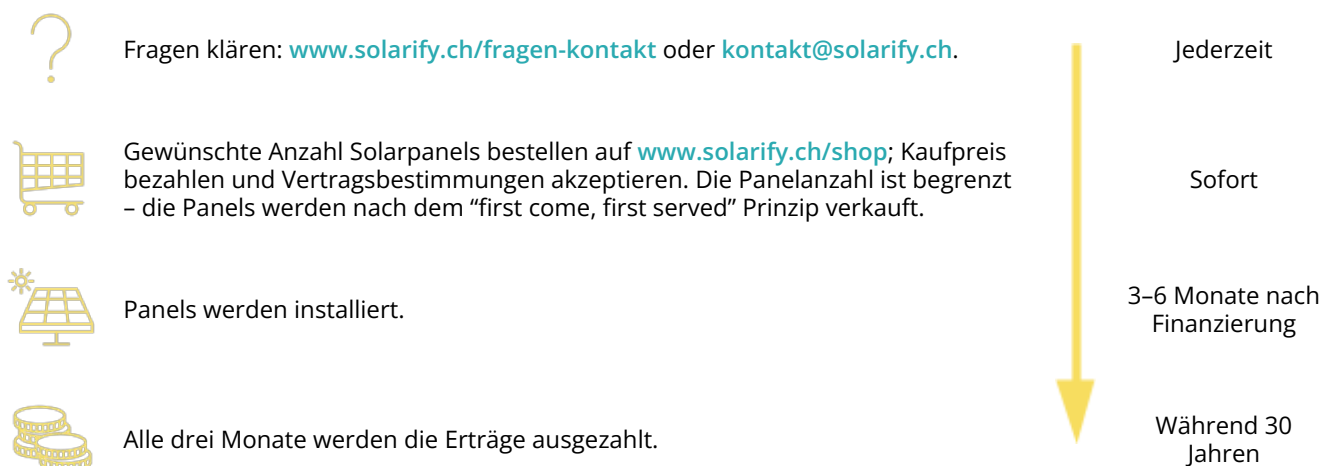 Fragen klären: www.solarify.ch/fragen-kontakt oder kontakt@solarify.ch.
Jederzeit
Gewünschte Anzahl Solarpanels bestellen auf www.solarify.ch/shop; Kaufpreis
bezahlen und Vertragsbestimmungen akzeptieren. Die Panelanzahl ist begrenzt
– die Panels werden nach dem “first come, first served” Prinzip verkauft.
Sofort
Panels werden installiert.
3–6 Monate nach
Finanzierung
Alle drei Monate werden die Erträge ausgezahlt.
Während 30
Jahren